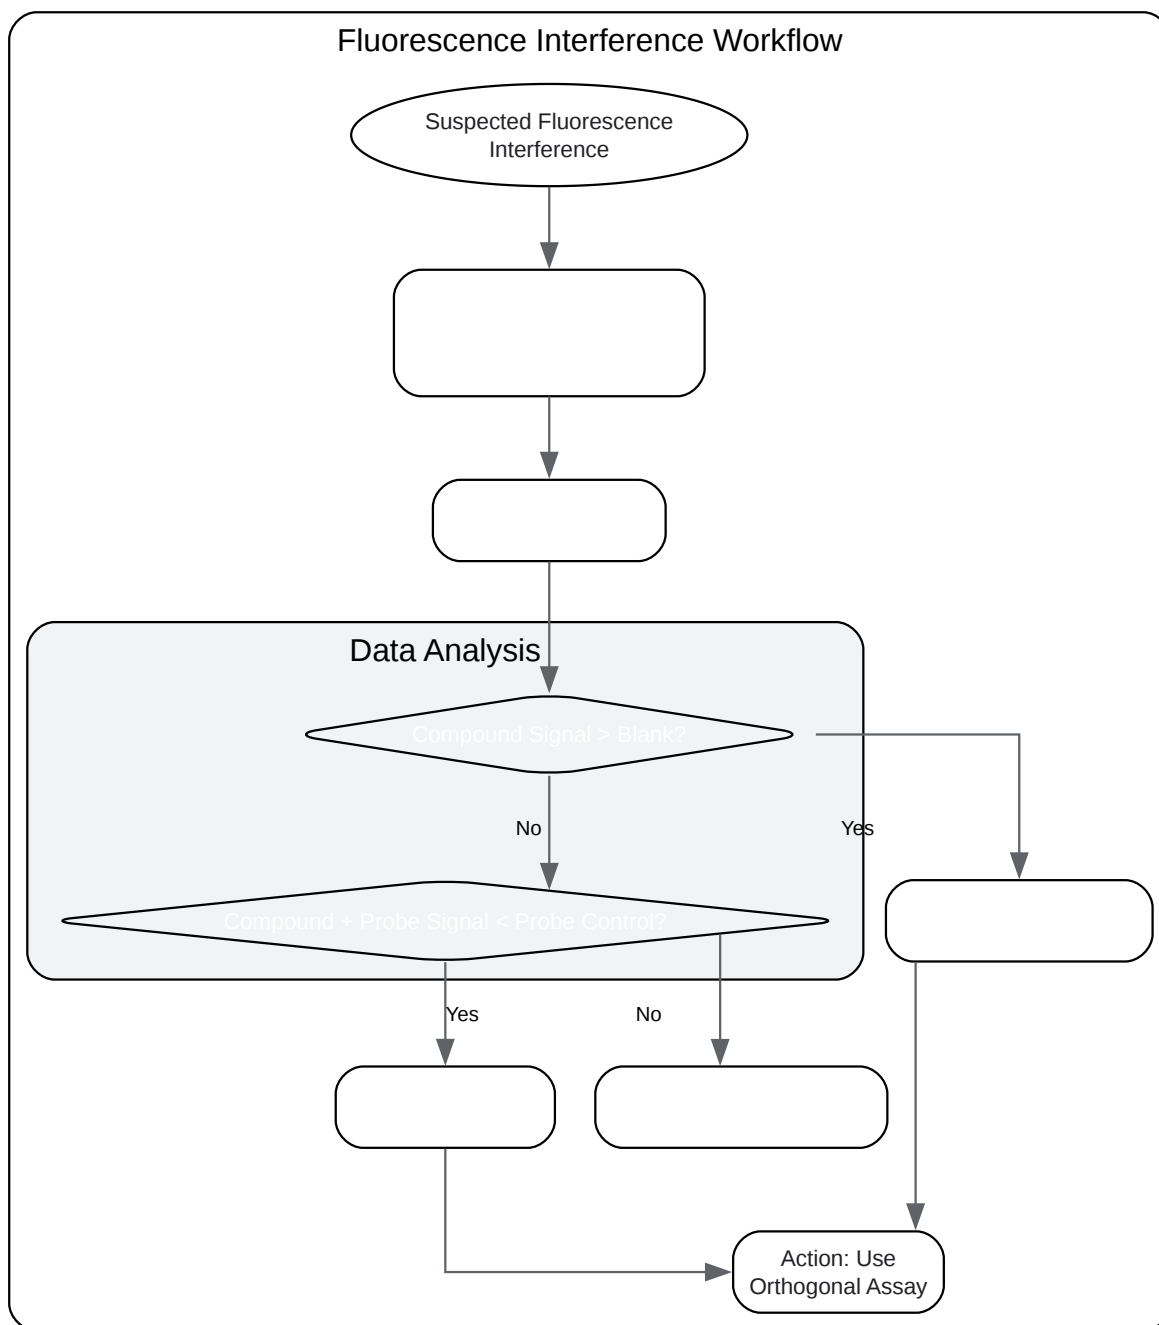 Fluorescence Interference Workflow
Suspected Fluorescence
Interference
Data Analysis
Compound Signal > Blank?
No
Yes
Compound + Probe Signal < Probe Control?
Yes
No
Action: Use
Orthogonal Assay